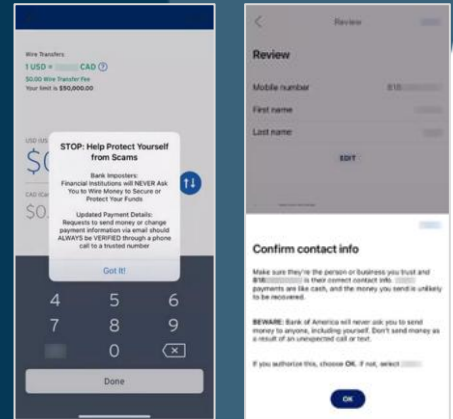 Wire Transfers
1 USD = CAD
$0.00 Wire Transfer Fee
Your limit is $50,000.00
STOP: Help Protect Yourself
from Scams
Bank Imposters:
Financial Institutions will NEVER Ask
You to Wire Money to Secure or
Protect Your Funds
Updated Payment Details:
Requests to send money or change
payment information via email should
ALWAYS be VERIFIED through a phone
call to a trusted number
Got It!
USD (US
$0
CAD (Can
$0.
4 5 6
7 8 9
0
Done
Review
Review
Mobile number 818
First name
Last name
EDIT
Confirm contact info
Make sure they're the person or business you trust and
818 is their correct contact info.
payments are like cash, and the money you send is unlikely
to be recovered.
BEWARE: Bank of America will never ask you to send
money to anyone, including yourself. Don't send money as
a result of an unexpected call or text.
If you authorize this, choose OK. If not, select
OK